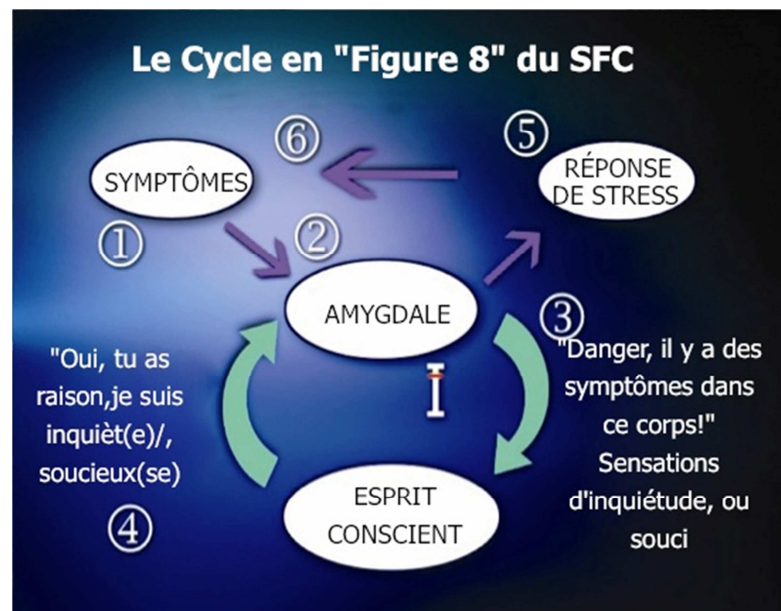 Le Cycle en "Figure 8" du SFC
⑥
⑤
SYMPTÔMES
RÉPONSE
DE STRESS
①
②
AMYGDALE
③
"Oui, tu as
raison,je suis
inquièt(e)/,
soucieux(se)
④
"Danger, il y a des
symptômes dans
ce corps!"
Sensations
d'inquiétude, ou
souci
ESPRIT
CONSCIENT